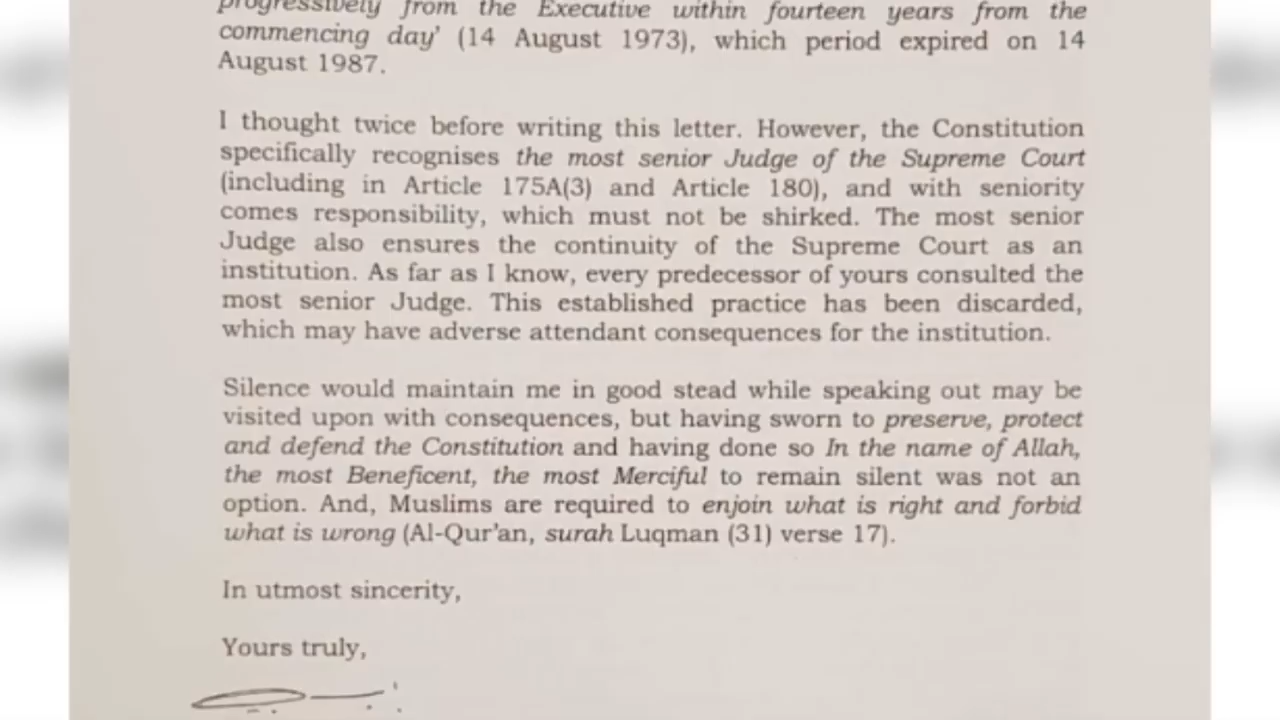 progressively from the Executive within fourteen years from the
commencing day' (14 August 1973), which period expired on 14
August 1987.
I thought twice before writing this letter. However, the Constitution
specifically recognises the most senior Judge of the Supreme Court
(including in Article 175A(3) and Article 180), and with seniority
comes responsibility, which must not be shirked. The most senior
Judge also ensures the continuity of the Supreme Court as an
institution. As far as I know, every predecessor of yours consulted the
most senior Judge. This established practice has been discarded,
which may have adverse attendant consequences for the institution.
Silence would maintain me in good stead while speaking out may be
visited upon with consequences, but having sworn to preserve, protect
and defend the Constitution and having done so In the name of Allah,
the most Beneficent, the most Merciful to remain silent was not an
option. And, Muslims are required to enjoin what is right and forbid
what is wrong (Al-Qur'an, surah Luqman (31) verse 17).
In utmost sincerity,
Yours truly,